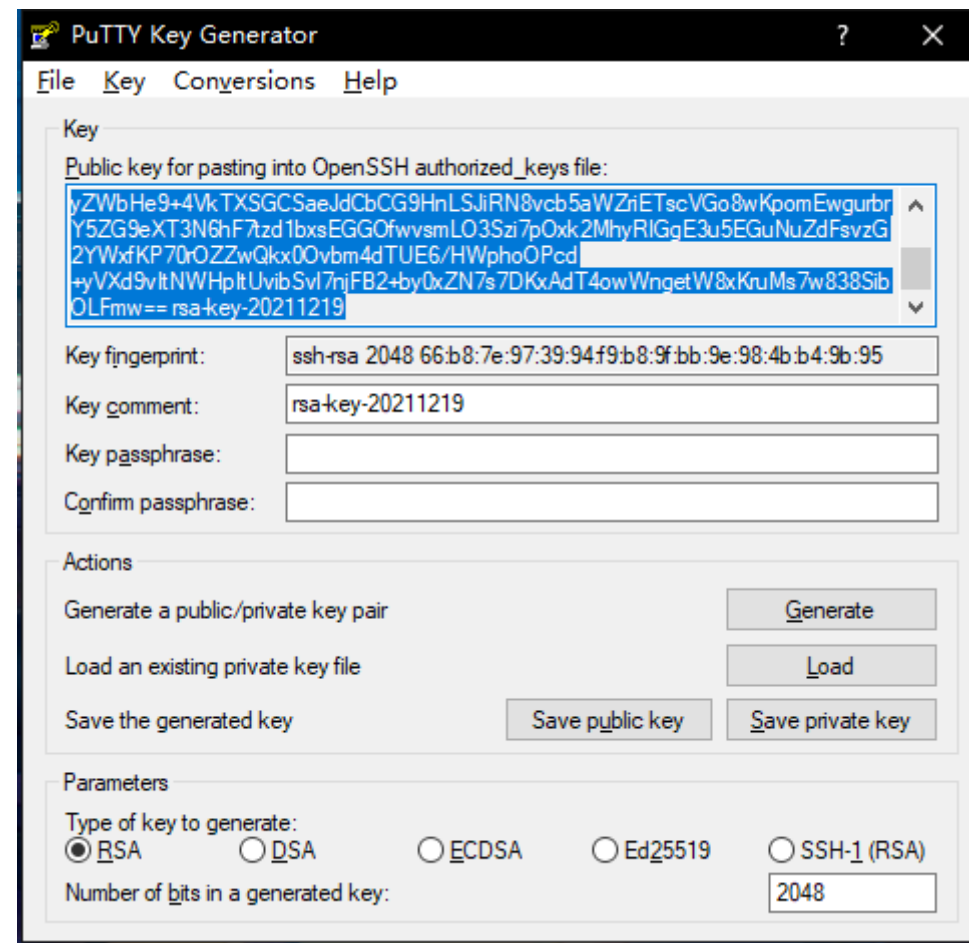 PuTTY Key Generator
File Key Conversions Help
Key
Public key for pasting into OpenSSH authorized_keys file:
yZWbHe9+4VkTXSGCSaeJdCbCG9HnLSJiRN8vcb5aWZriETscVGo8wKpomEwgurbr
Y5ZG9eXT3N6hF7tzd1bxsEGGOfwvsmLO3Szi7pOxk2MhyRIGgE3u5EGuNuZdFsvzG
2YWxfKP70rOZZwQkx0Ovbm4dTUE6/HWphoOPcd
+yVXd9vItNWHpItUvibSvI7njFB2+by0xZN7s7DKxAdT4owWngetW8xKruMs7w838Sib
OLFmw== rsa-key-20211219
Key fingerprint: ssh-rsa 2048 66:b8:7e:97:39:94:f9:b8:9f:bb:9e:98:4b:b4:9b:95
Key comment: rsa-key-20211219
Key passphrase:
Confirm passphrase:
Actions
Generate a public/private key pair Generate
Load an existing private key file Load
Save the generated key Save public key Save private key
Parameters
Type of key to generate:
RSA DSA ECDSA Ed25519 SSH-1 (RSA)
Number of bits in a generated key: 2048